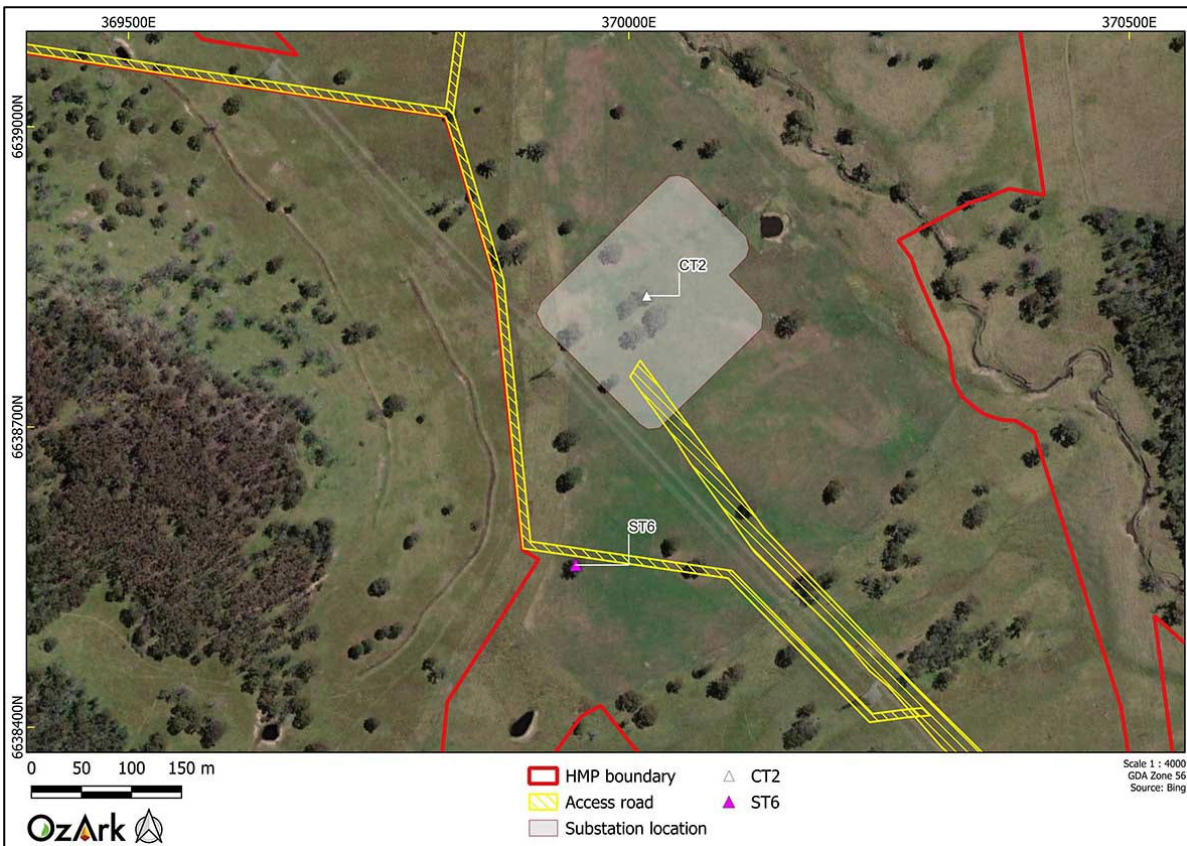 369500E 370000E 370500E
6639000N
6638700N
6638400N
CT2
ST6
0 50 100 150 m
HMP boundary
Access road
Substation location
CT2
ST6
Scale 1 : 4000
GDA Zone 56
Source: Bing
OzArk